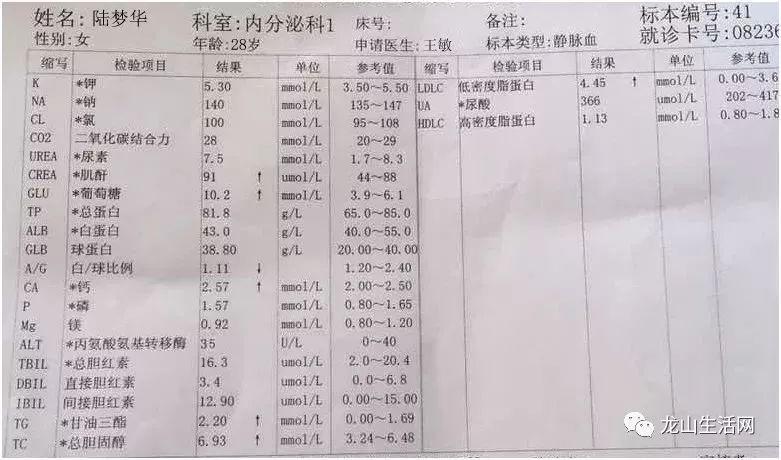 姓名:陆梦华 科室:内分泌科1 床号: 备注: 标本编号:41
性别:女 年龄:28岁 申请医生:王敏 标本类型:静脉血 就诊卡号:08236
缩写 检验项目 结果 单位 参考值 缩写 检验项目 结果 单位 参考值
K *钾 5.30 mmol/L 3.50~5.50 LDLC 低密度脂蛋白 4.45 ↑ mmol/L 0.00~3.6
NA *钠 140 mmol/L 135~147 UA *尿酸 366 umol/L 202~417
CL *氯 100 mmol/L 95~108 HDLC 高密度脂蛋白 1.13 mmol/L 0.80~1.8
CO2 二氧化碳结合力 28 mmol/L 20~29
UREA *尿素 7.5 mmol/L 1.7~8.3
CREA *肌酐 91 ↑ umol/L 44~88
GLU *葡萄糖 10.2 ↑ mmol/L 3.9~6.1
TP *总蛋白 81.8 g/L 65.0~85.0
ALB *白蛋白 43.0 g/L 40.0~55.0
GLB 球蛋白 38.80 g/L 20.00~40.00
A/G 白/球比例 1.11 ↓ 1.20~2.40
CA *钙 2.57 ↑ mmol/L 2.00~2.50
P *磷 1.57 mmol/L 0.80~1.65
Mg 镁 0.92 mmol/L 0.80~1.20
ALT *丙氨酸氨基转移酶 35 U/L 0~40
TBIL *总胆红素 16.3 umol/L 2.0~20.4
DBIL 直接胆红素 3.4 umol/L 0.0~6.8
IBIL 间接胆红素 12.90 umol/L 0.00~15.00
TG *甘油三酯 2.20 ↑ mmol/L 0.00~1.69
TC *总胆固醇 6.93 ↑ mmol/L 3.24~6.48
龙山生活网